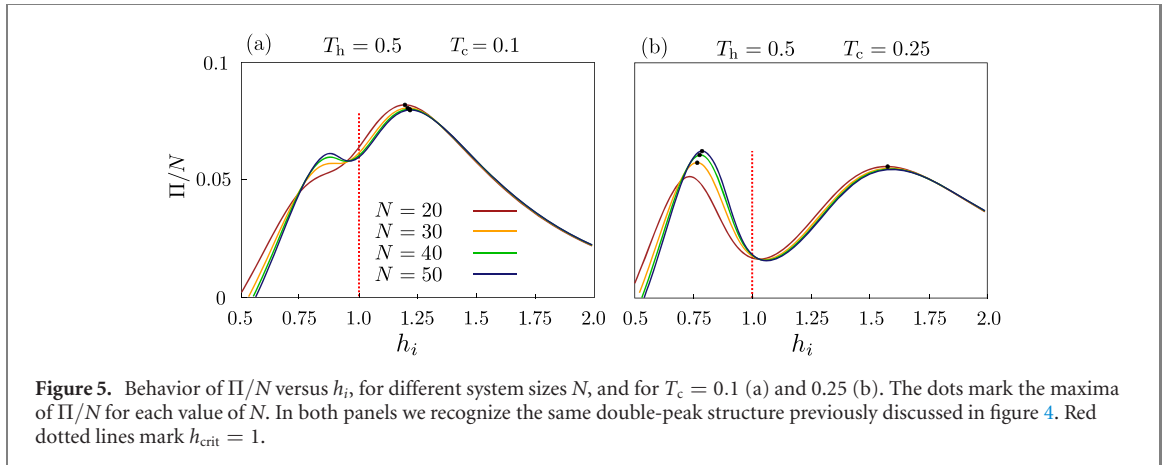 (a) T_h = 0.5 T_c = 0.1
(b) T_h = 0.5 T_c = 0.25
0.1
0.05
0
Π/N
N = 20
N = 30
N = 40
N = 50
0.5 0.75 1.0 1.25 1.5 1.75 2.0
h_i
0.5 0.75 1.0 1.25 1.5 1.75 2.0
h_i
Figure 5. Behavior of Π/N versus h_i, for different system sizes N, and for T_c = 0.1 (a) and 0.25 (b). The dots mark the maxima
of Π/N for each value of N. In both panels we recognize the same double-peak structure previously discussed in figure 4. Red
dotted lines mark h_crit = 1.